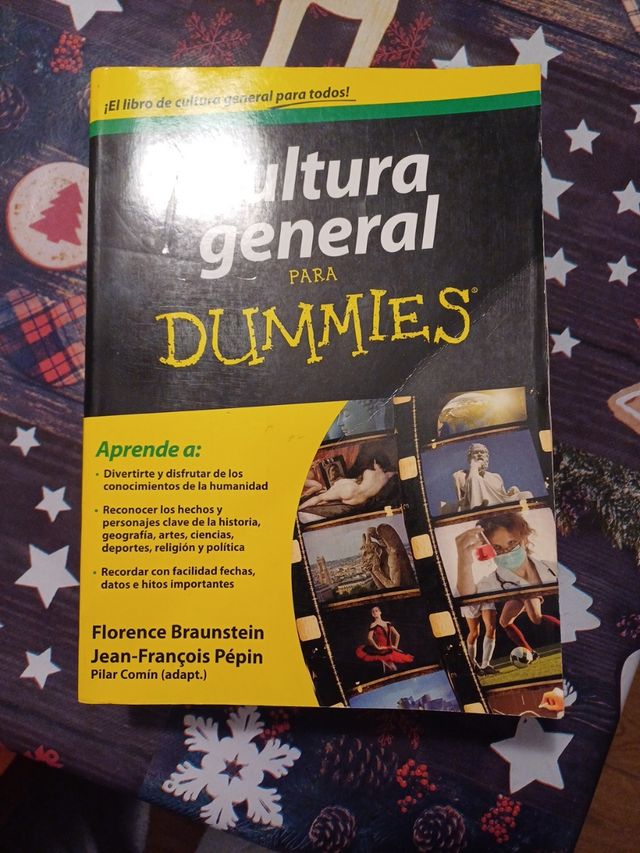 ¡El libro de cultura general para todos!
Cultura
general
PARA
DUMMIES®
Aprende a:
• Divertirte y disfrutar de los
conocimientos de la humanidad
• Reconocer los hechos y
personajes clave de la historia,
geografía, artes, ciencias,
deportes, religión y política
• Recordar con facilidad fechas,
datos e hitos importantes
Florence Braunstein
Jean-François Pépin
Pilar Comín (adapt.)